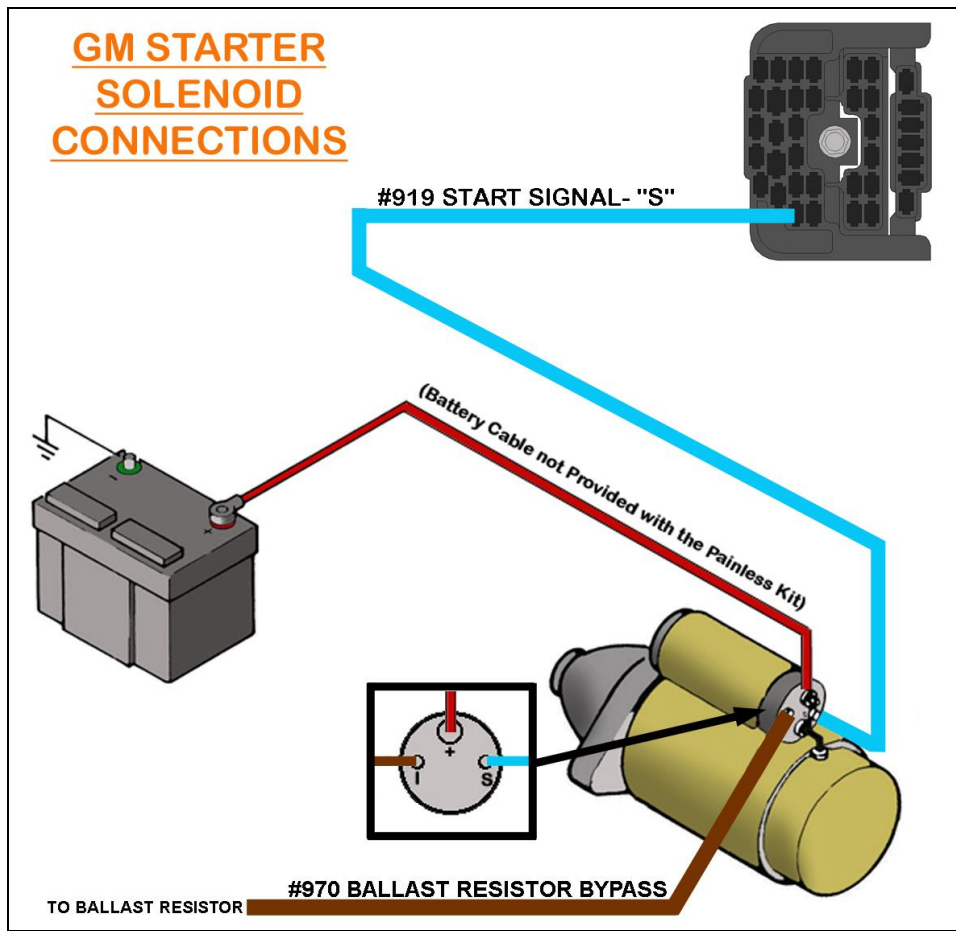 GM STARTER
SOLENOID
CONNECTIONS
#919 START SIGNAL- "S"
(Battery Cable not Provided with the Painless Kit)
-
+
+
I
S
#970 BALLAST RESISTOR BYPASS
TO BALLAST RESISTOR